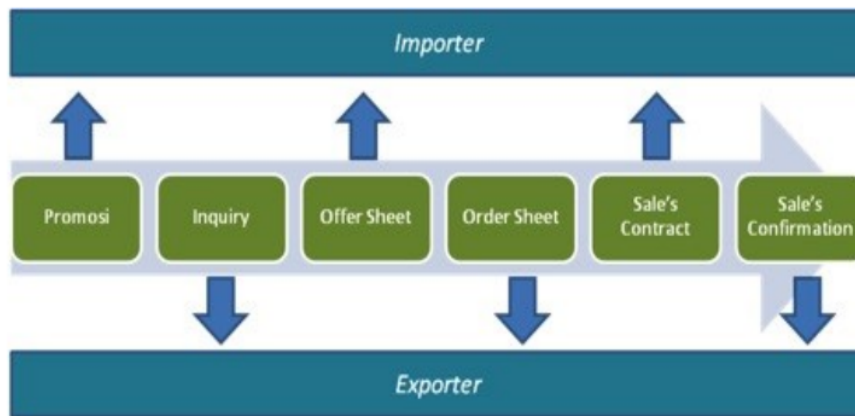 Importer
Promosi
Inquiry
Offer Sheet
Order Sheet
Sale's
Contract
Sale's
Confirmation
Exporter